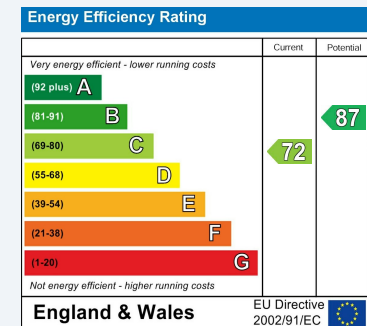 Energy Efficiency Rating
Current Potential
Very energy efficient - lower running costs
(92 plus) A
(81-91) B
87
(69-80) C
72
(55-68) D
(39-54) E
(21-38) F
(1-20) G
Not energy efficient - higher running costs
England & Wales
EU Directive
2002/91/EC